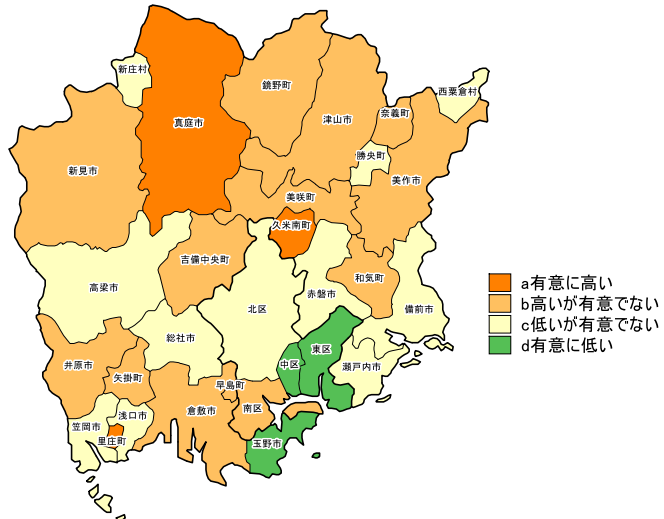 新庄村
鏡野町
西粟倉村
真庭市
津山市
奈義町
勝央町
新見市
美作市
美咲町
久米南町
吉備中央町
和気町
高梁市
赤磐市
北区
備前市
総社市
東区
中区
瀬戸内市
井原市
矢掛町
早島町
南区
倉敷市
浅口市
笠岡市
里庄町
玉野市
a有意に高い
b高いが有意でない
c低いが有意でない
d有意に低い